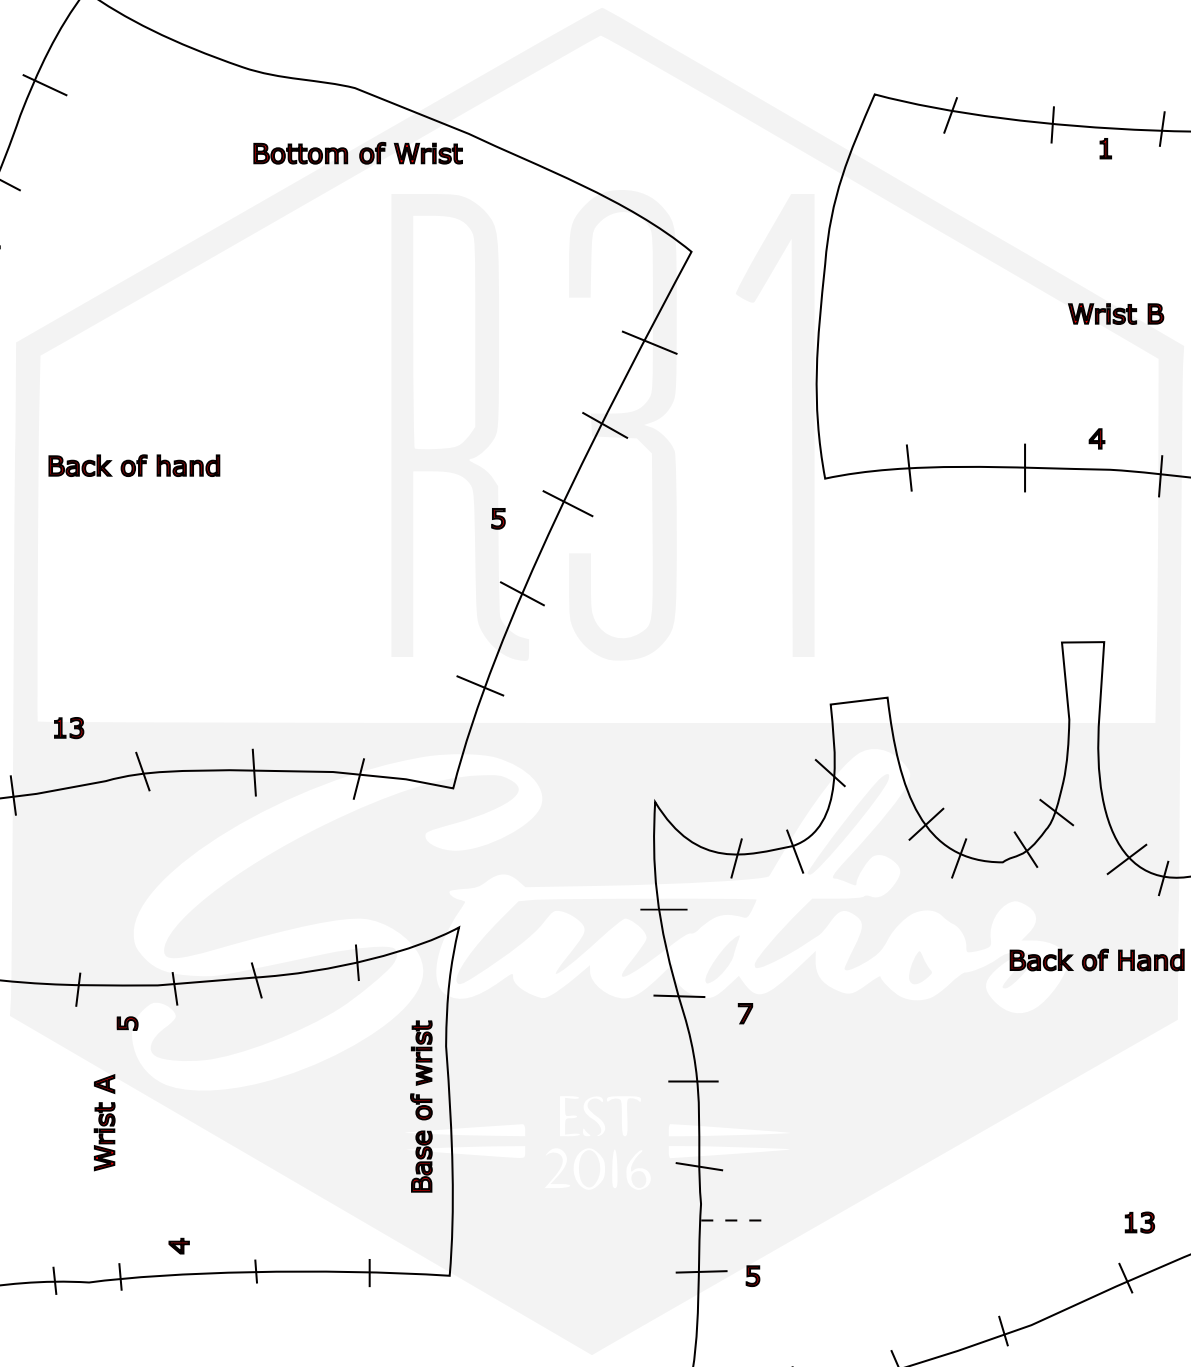 Bottom of Wrist
1
Wrist B
4
Back of hand
5
13
R31
Studios
EST
2016
5
Wrist A
Base of wrist
4
Back of Hand
7
13
5